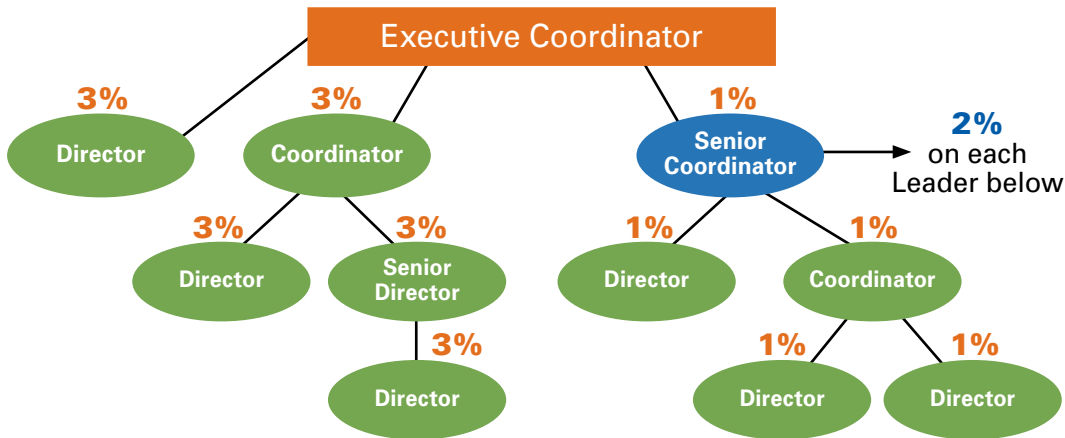 Executive Coordinator
3%
3%
1%
Director
Coordinator
Senior
Coordinator
2%
on each
Leader below
3%
3%
1%
1%
Director
Senior
Director
Director
Coordinator
3%
1%
1%
Director
Director
Director